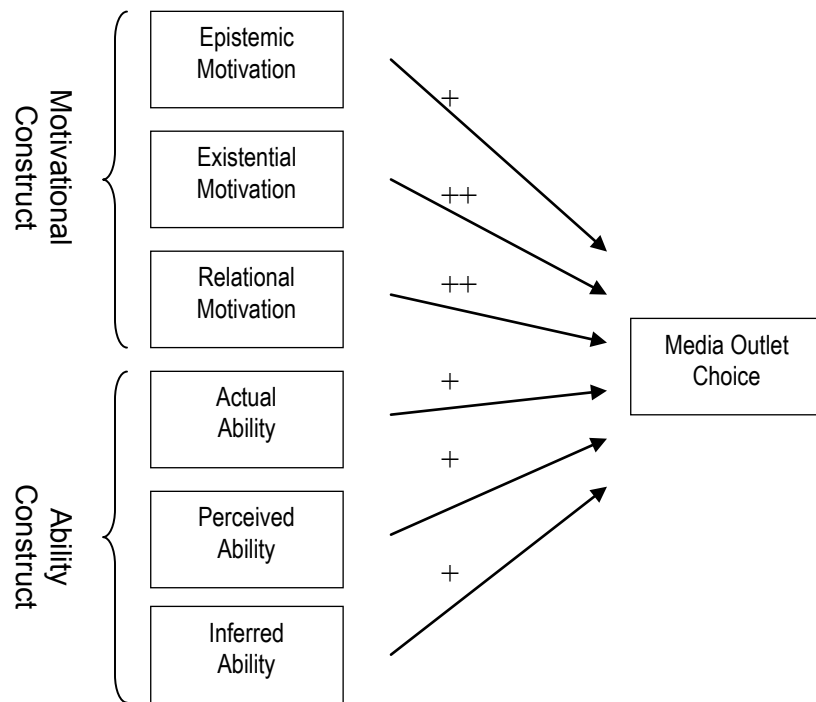 Motivational
Construct
Epistemic
Motivation
+
Existential
Motivation
++
Relational
Motivation
++
Media Outlet
Choice
Ability
Construct
Actual
Ability
+
Perceived
Ability
+
Inferred
Ability
+